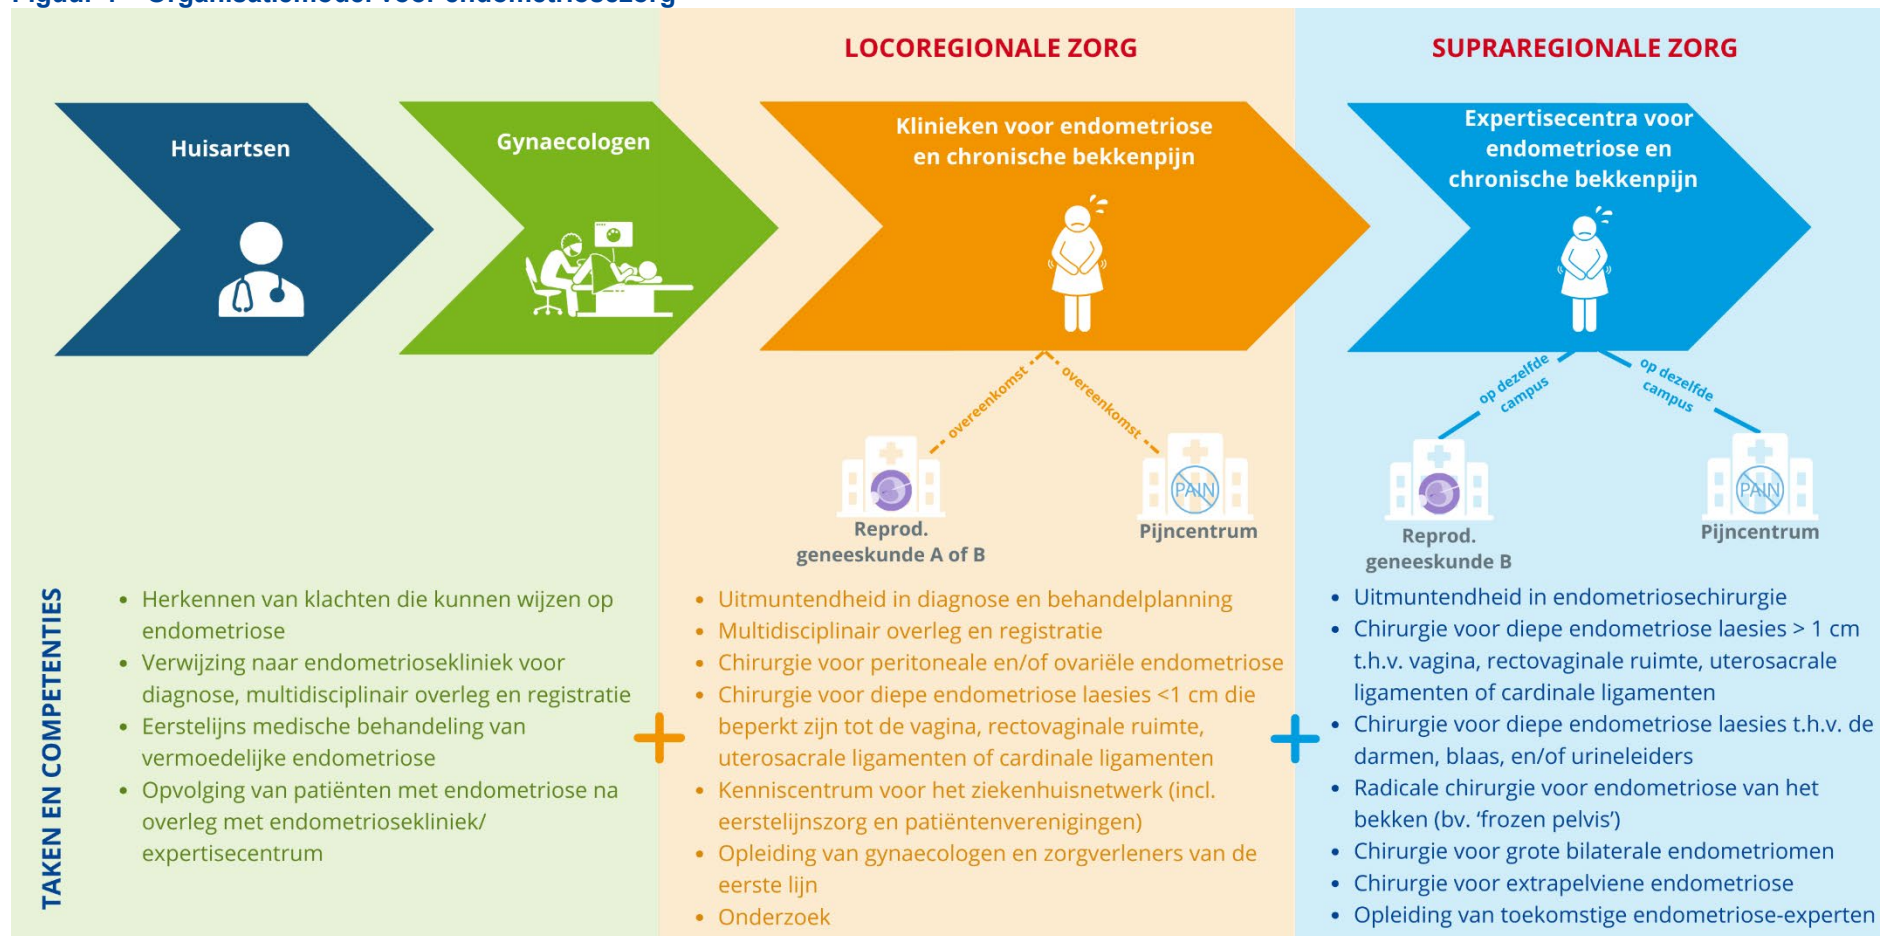 Figuur 4 – Organisatiemodel voor endometriosezorg
LOCOREGIONALE ZORG
SUPRAREGIONALE ZORG
Huisartsen
Gynaecologen
Klinieken voor endometriose
en chronische bekkenpijn
Expertisecentra voor
endometriose en
chronische bekkenpijn
overeenkomst
overeenkomst
op dezelfde
campus
op dezelfde
campus
PAIN
PAIN
Reprod.
geneeskunde A of B
Pijncentrum
Reprod.
geneeskunde B
Pijncentrum
TAKEN EN COMPETENTIES
• Herkennen van klachten die kunnen wijzen op
endometriose
• Verwijzing naar endometriosekliniek voor
diagnose, multidisciplinair overleg en registratie
• Eerstelijns medische behandeling van
vermoedelijke endometriose
• Opvolging van patiënten met endometriose na
overleg met endometriosekliniek/
expertisecentrum
+
• Uitmuntendheid in diagnose en behandelplanning
• Multidisciplinair overleg en registratie
• Chirurgie voor peritoneale en/of ovariële endometriose
• Chirurgie voor diepe endometriose laesies <1 cm die
beperkt zijn tot de vagina, rectovaginale ruimte,
uterosacrale ligamenten of cardinale ligamenten
• Kenniscentrum voor het ziekenhuisnetwerk (incl.
eerstelijnszorg en patiëntenverenigingen)
• Opleiding van gynaecologen en zorgverleners van de
eerste lijn
• Onderzoek
+
• Uitmuntendheid in endometriosechirurgie
• Chirurgie voor diepe endometriose laesies > 1 cm
t.h.v. vagina, rectovaginale ruimte, uterosacrale
ligamenten of cardinale ligamenten
• Chirurgie voor diepe endometriose laesies t.h.v. de
darmen, blaas, en/of urineleiders
• Radicale chirurgie voor endometriose van het
bekken (bv. ‘frozen pelvis’)
• Chirurgie voor grote bilaterale endometriomen
• Chirurgie voor extrapelviene endometriose
• Opleiding van toekomstige endometriose-experten